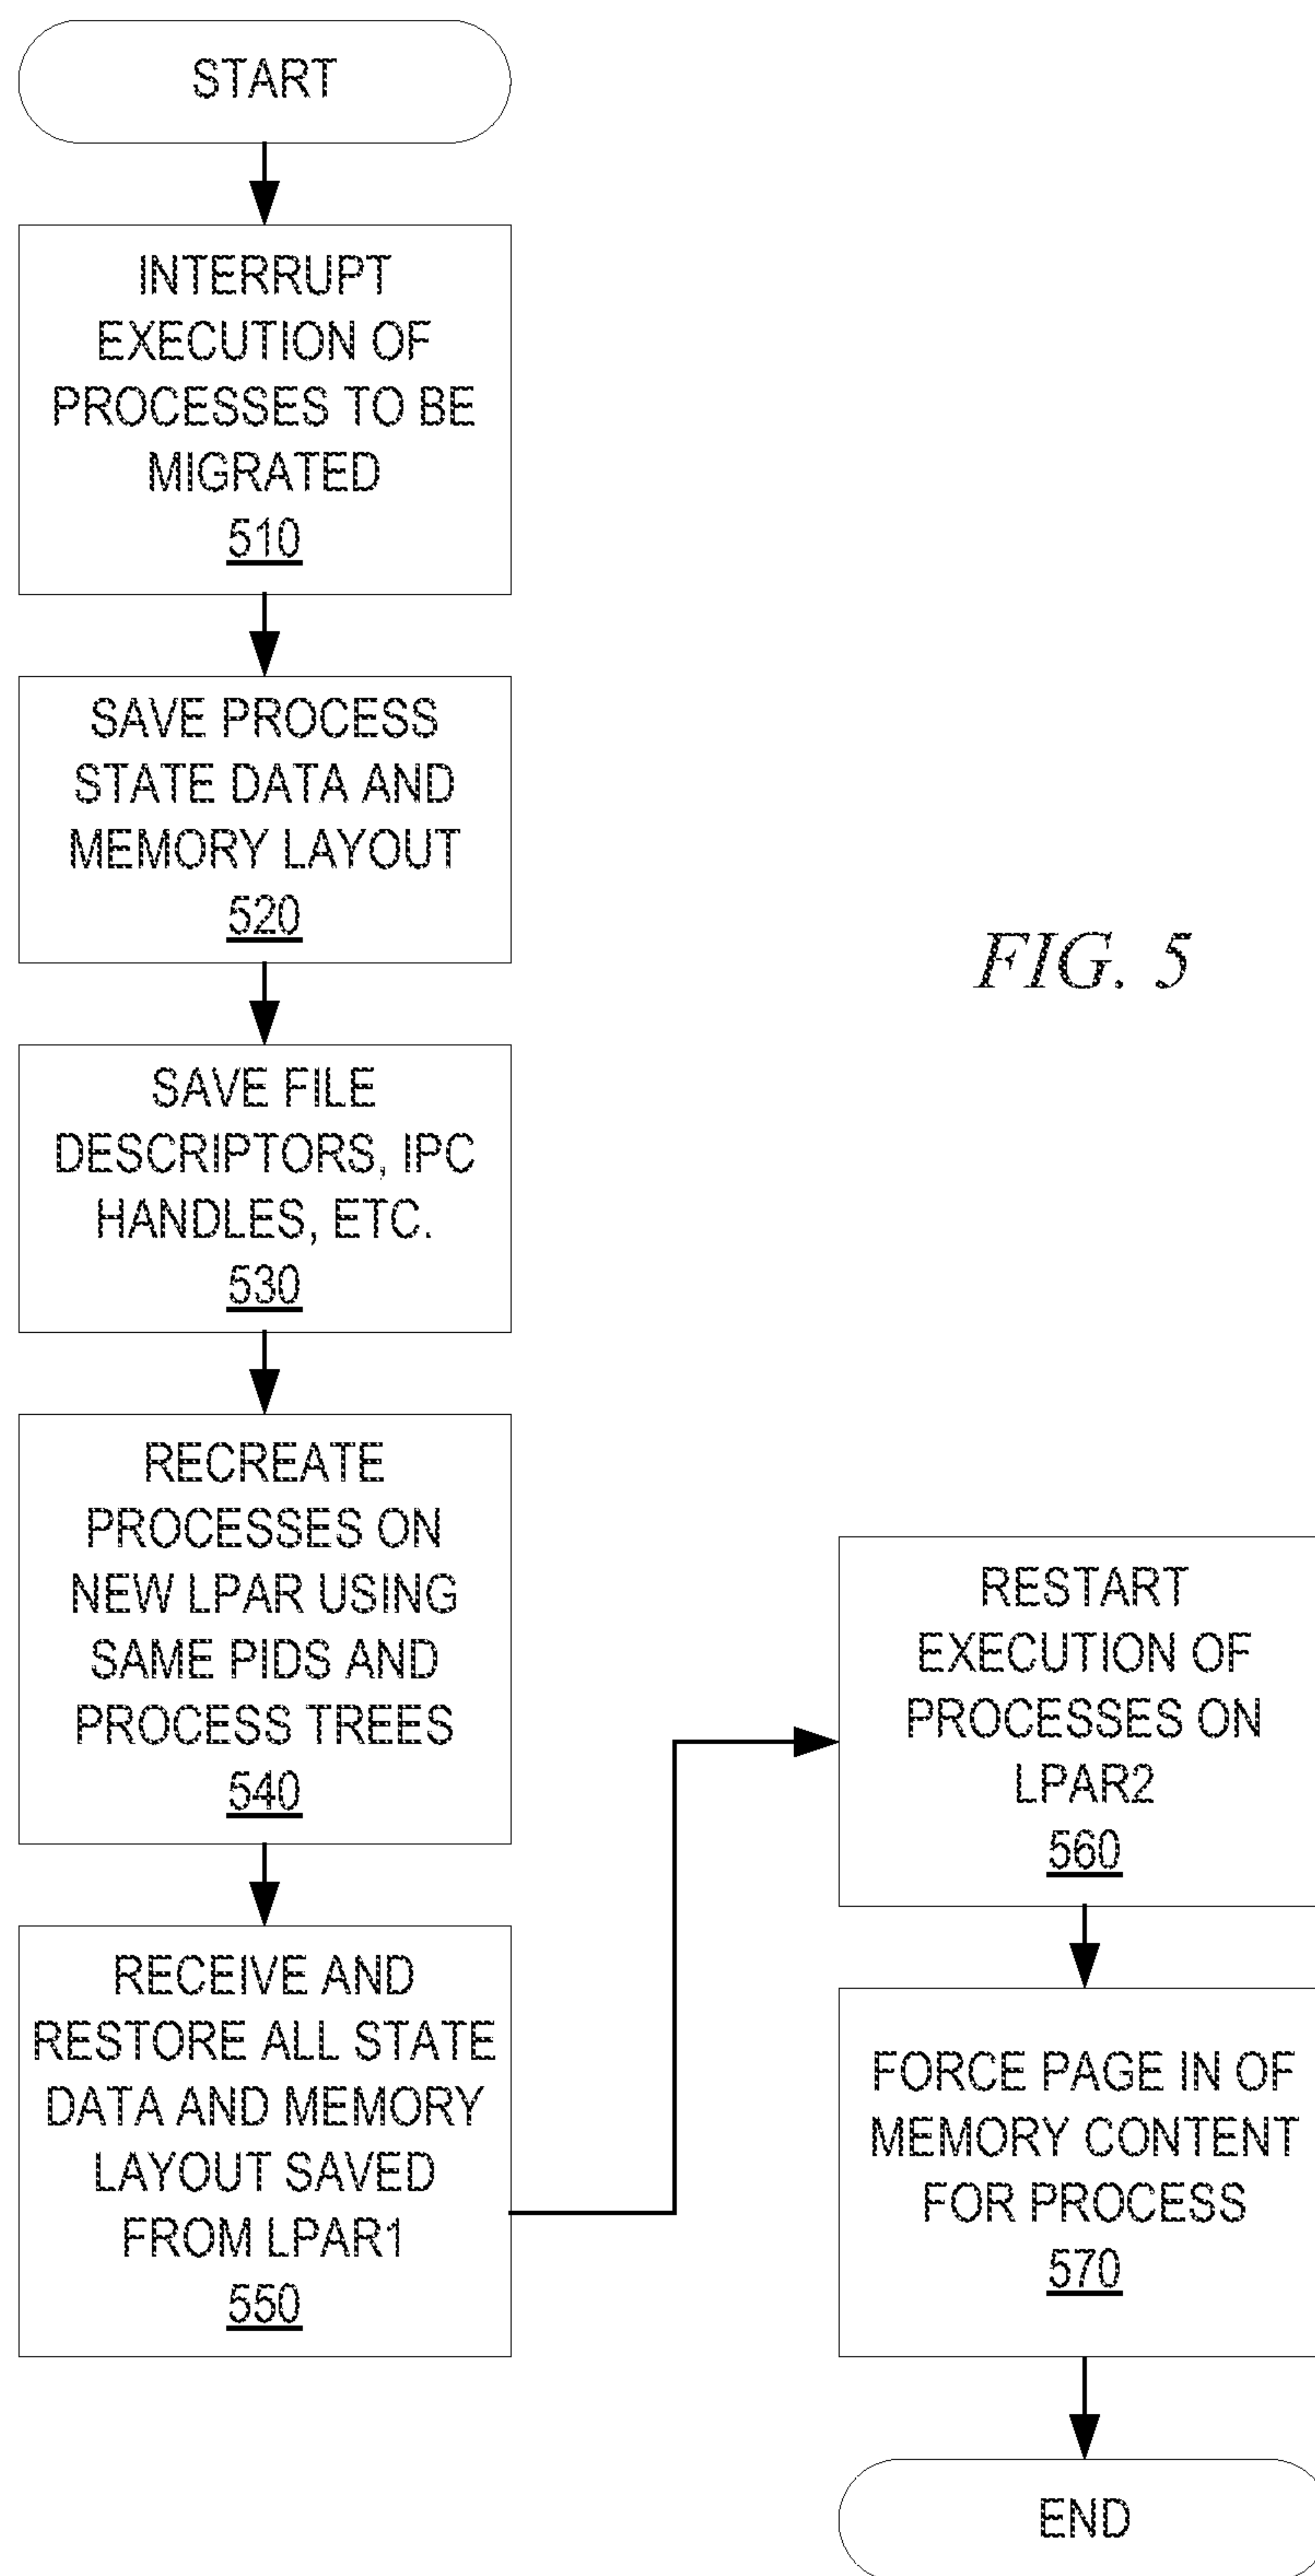 START
INTERRUPT
EXECUTION OF
PROCESSES TO BE
MIGRATED
510
SAVE PROCESS
STATE DATA AND
MEMORY LAYOUT
520
SAVE FILE
DESCRIPTORS, IPC
HANDLES, ETC.
530
RECREATE
PROCESSES ON
NEW LPAR USING
SAME PIDS AND
PROCESS TREES
540
RECEIVE AND
RESTORE ALL STATE
DATA AND MEMORY
LAYOUT SAVED
FROM LPAR1
550
RESTART
EXECUTION OF
PROCESSES ON
LPAR2
560
FORCE PAGE IN OF
MEMORY CONTENT
FOR PROCESS
570
END
FIG. 5